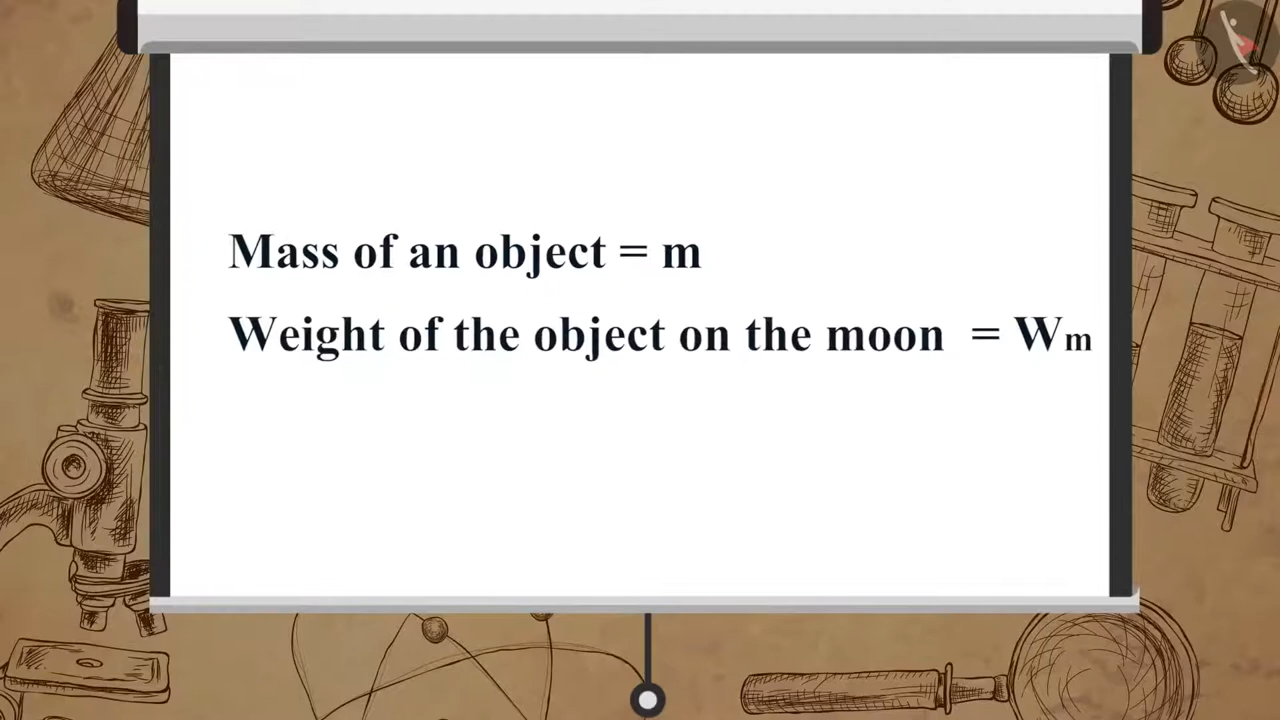 Mass of an object = m
Weight of the object on the moon = Wm